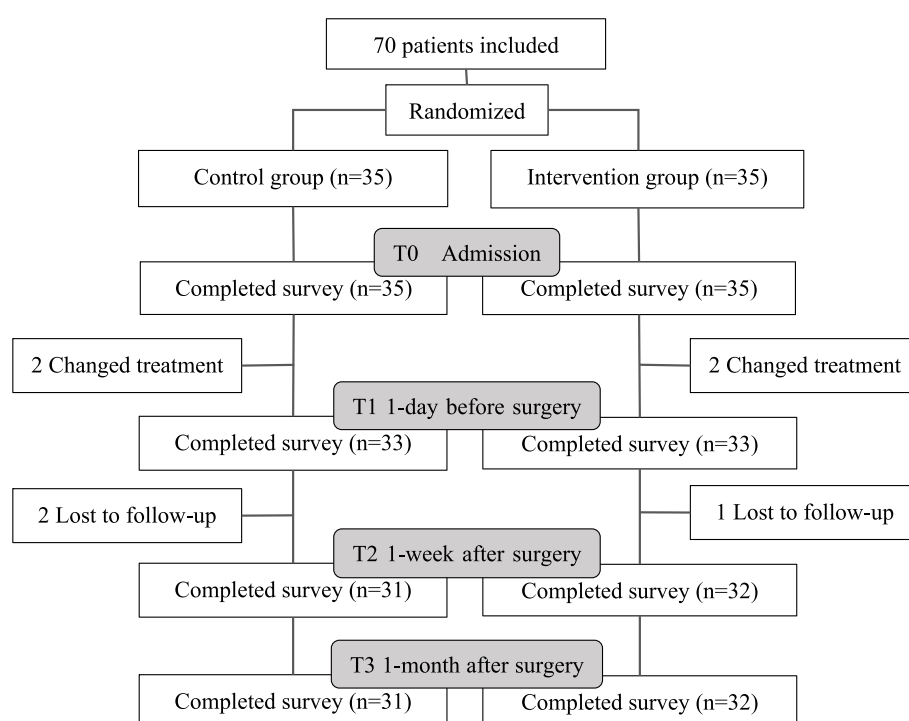 70 patients included
Randomized
Control group (n=35)
Intervention group (n=35)
T0 Admission
Completed survey (n=35)
Completed survey (n=35)
2 Changed treatment
2 Changed treatment
T1 1-day before surgery
Completed survey (n=33)
Completed survey (n=33)
2 Lost to follow-up
1 Lost to follow-up
T2 1-week after surgery
Completed survey (n=31)
Completed survey (n=32)
T3 1-month after surgery
Completed survey (n=31)
Completed survey (n=32)